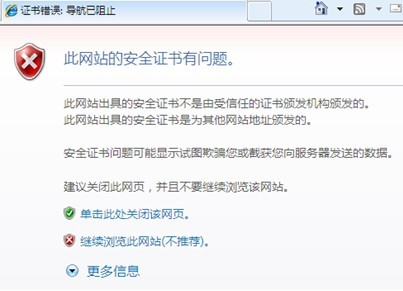 证书错误: 导航已阻止
此网站的安全证书有问题。
此网站出具的安全证书不是由受信任的证书颁发机构颁发的。
此网站出具的安全证书是为其他网站地址颁发的。
安全证书问题可能显示试图欺骗您或截获您向服务器发送的数据。
建议关闭此网页，并且不要继续浏览该网站。
单击此处关闭该网页。
继续浏览此网站(不推荐)。
更多信息